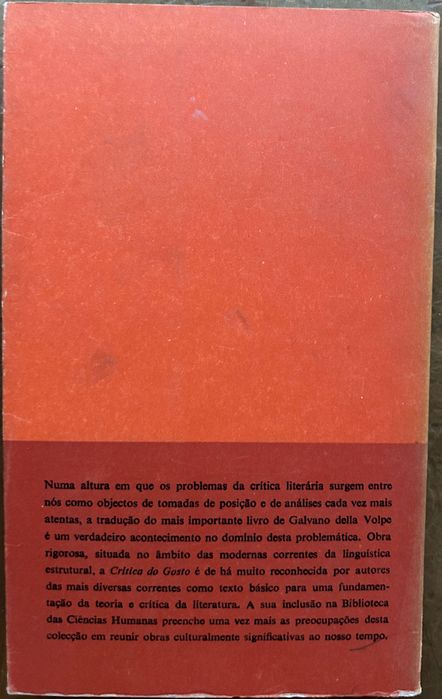 Numa altura em que os problemas da crítica literária surgem entre
nós como objectos de tomadas de posição e de análises cada vez mais
atentas, a tradução do mais importante livro de Galvano della Volpe
é um verdadeiro acontecimento no domínio desta problemática. Obra
rigorosa, situada no âmbito das modernas correntes da linguística
estrutural, a Crítica do Gosto é de há muito reconhecida por autores
das mais diversas correntes como texto básico para uma fundamen-
tação da teoria e crítica da literatura. A sua inclusão na Biblioteca
das Ciências Humanas preenche uma vez mais as preocupações desta
colecção em reunir obras culturalmente significativas ao nosso tempo.